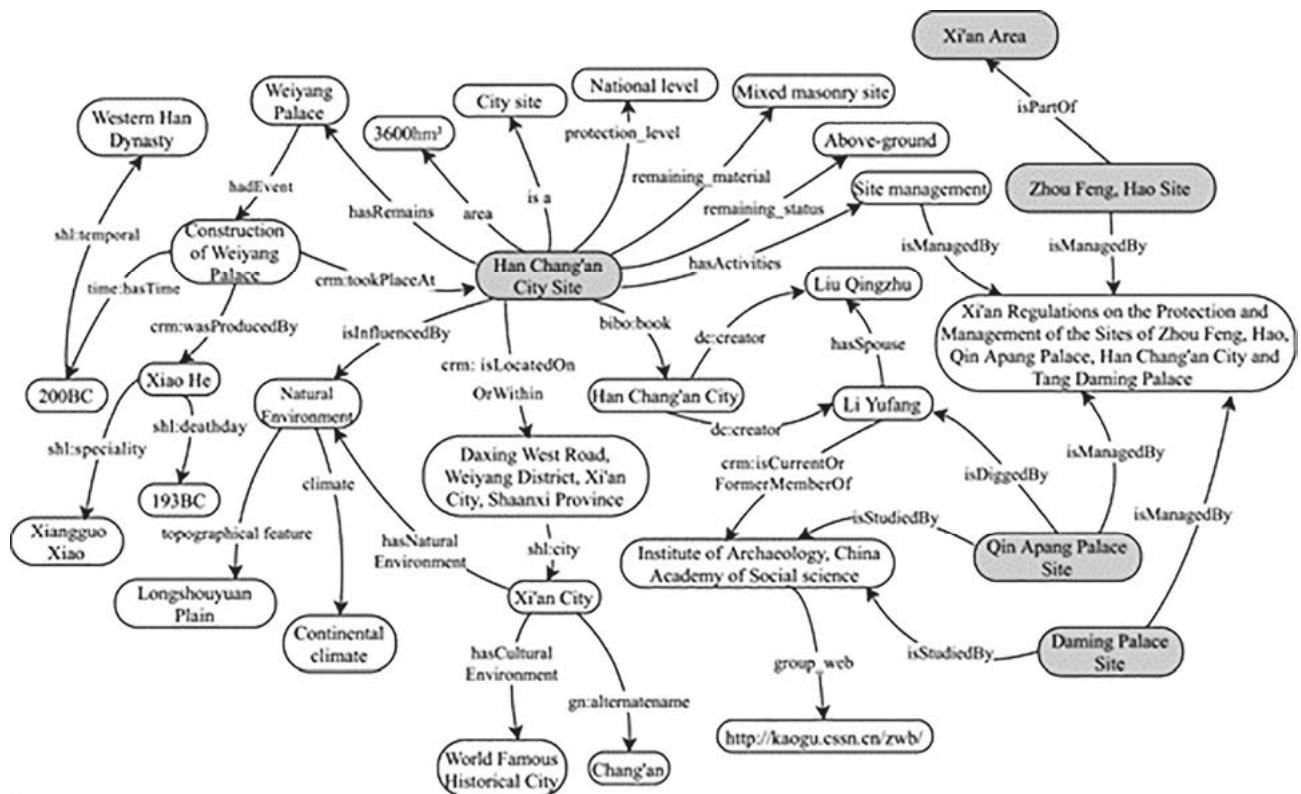 Xi'an Area
isPartOf
Weiyang
Palace
City site
National level
Mixed masonry site
Western Han
Dynasty
3600hm²
protection_level
Above-ground
hadEvent
hasRemains
area
is a
remaining_material
remaining_status
Site management
Zhou Feng, Hao Site
shl:temporal
Construction
of Weiyang
Palace
time:hasTime
crm:tookPlaceAt
Han Chang'an
City Site
hasActivities
isManagedBy
isManagedBy
Liu Qingzhu
crm:wasProducedBy
isInfluencedBy
crm: isLocatedOn
OrWithin
bibo:book
dc:creator
hasSpouse
Xi'an Regulations on the Protection and
Management of the Sites of Zhou Feng, Hao,
Qin Apang Palace, Han Chang'an City and
Tang Daming Palace
200BC
Xiao He
Natural
Environment
Han Chang'an City
Li Yufang
dc:creator
shl:speciality
shl:deathday
193BC
Xiangguo
Xiao
climate
topographical feature
Daxing West Road,
Weiyang District, Xi'an
City, Shaanxi Province
crm:isCurrentOr
FormerMemberOf
isDiggedBy
isManagedBy
isManagedBy
isStudiedBy
hasNatural
Environment
shl:city
Institute of Archaeology, China
Academy of Social science
Qin Apang Palace
Site
Longshouyuan
Plain
Continental
climate
Xi'an City
hasCultural
Environment
gn:alternatename
group_web
isStudiedBy
Daming Palace
Site
World Famous
Historical City
Chang'an
http://kaogu.cssn.cn/zwb/